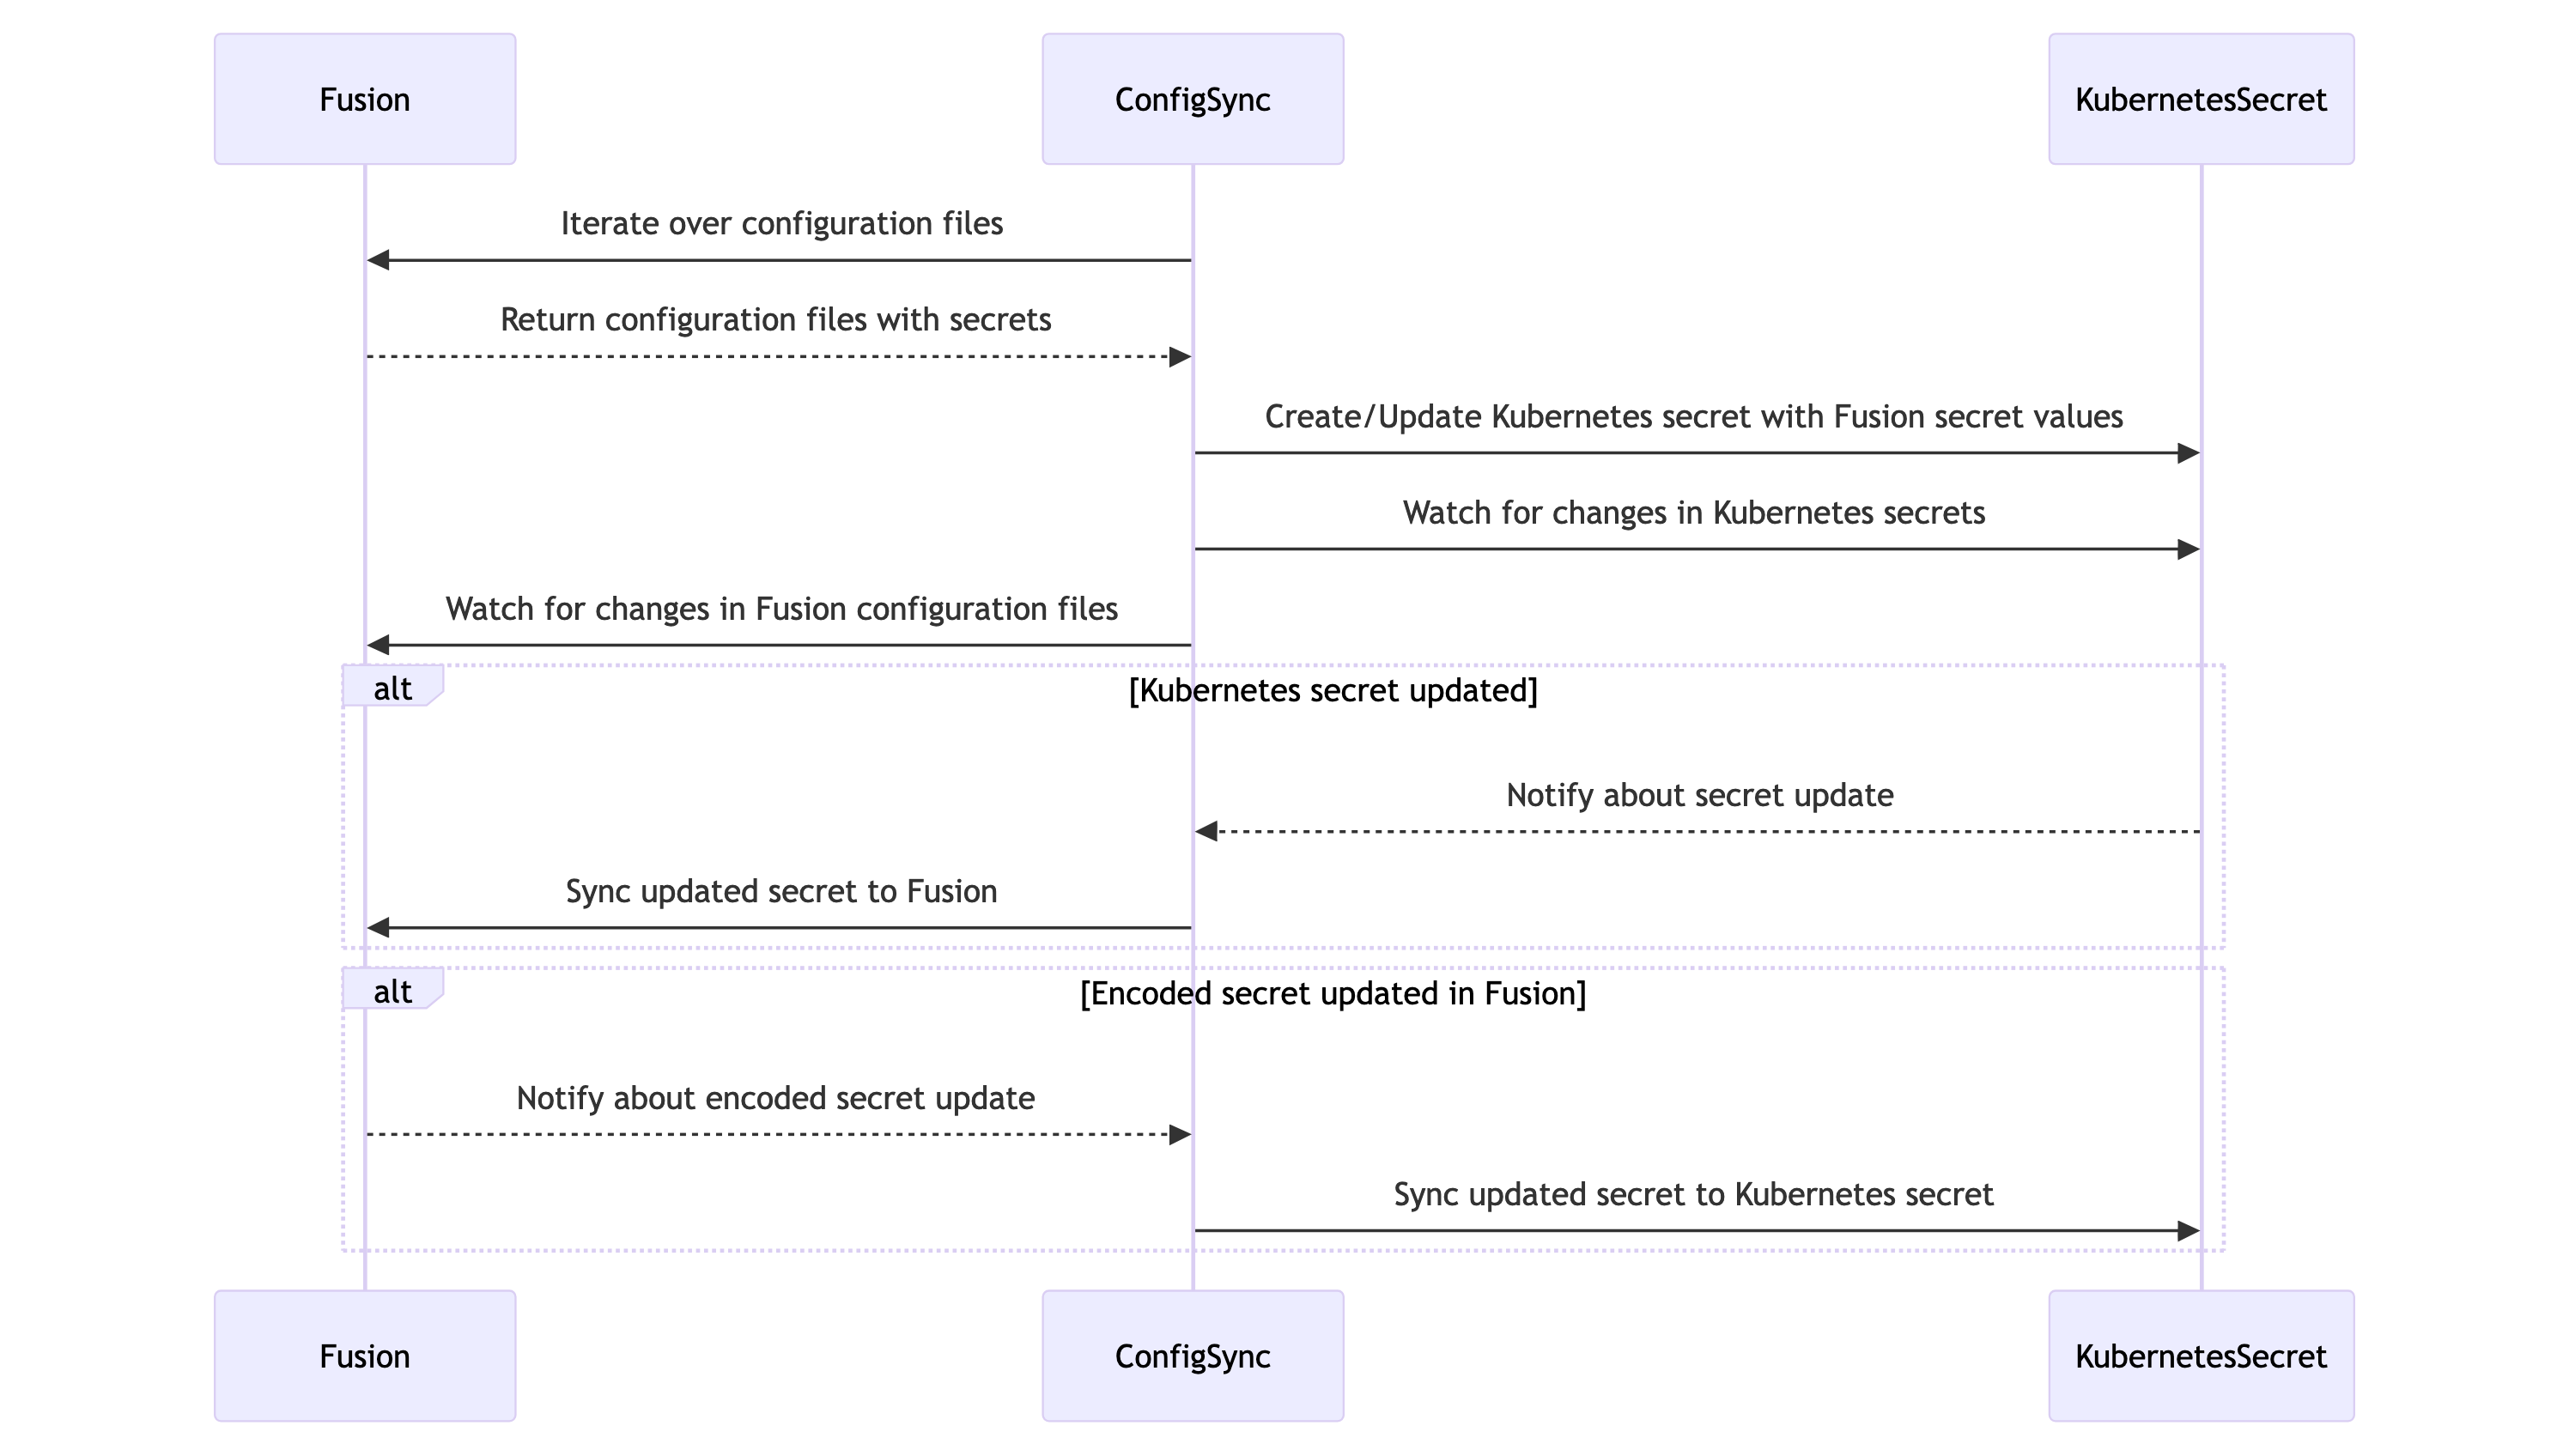 Fusion
ConfigSync
KubernetesSecret
Iterate over configuration files
Return configuration files with secrets
Create/Update Kubernetes secret with Fusion secret values
Watch for changes in Kubernetes secrets
Watch for changes in Fusion configuration files
alt
[Kubernetes secret updated]
Notify about secret update
Sync updated secret to Fusion
alt
[Encoded secret updated in Fusion]
Notify about encoded secret update
Sync updated secret to Kubernetes secret
Fusion
ConfigSync
KubernetesSecret